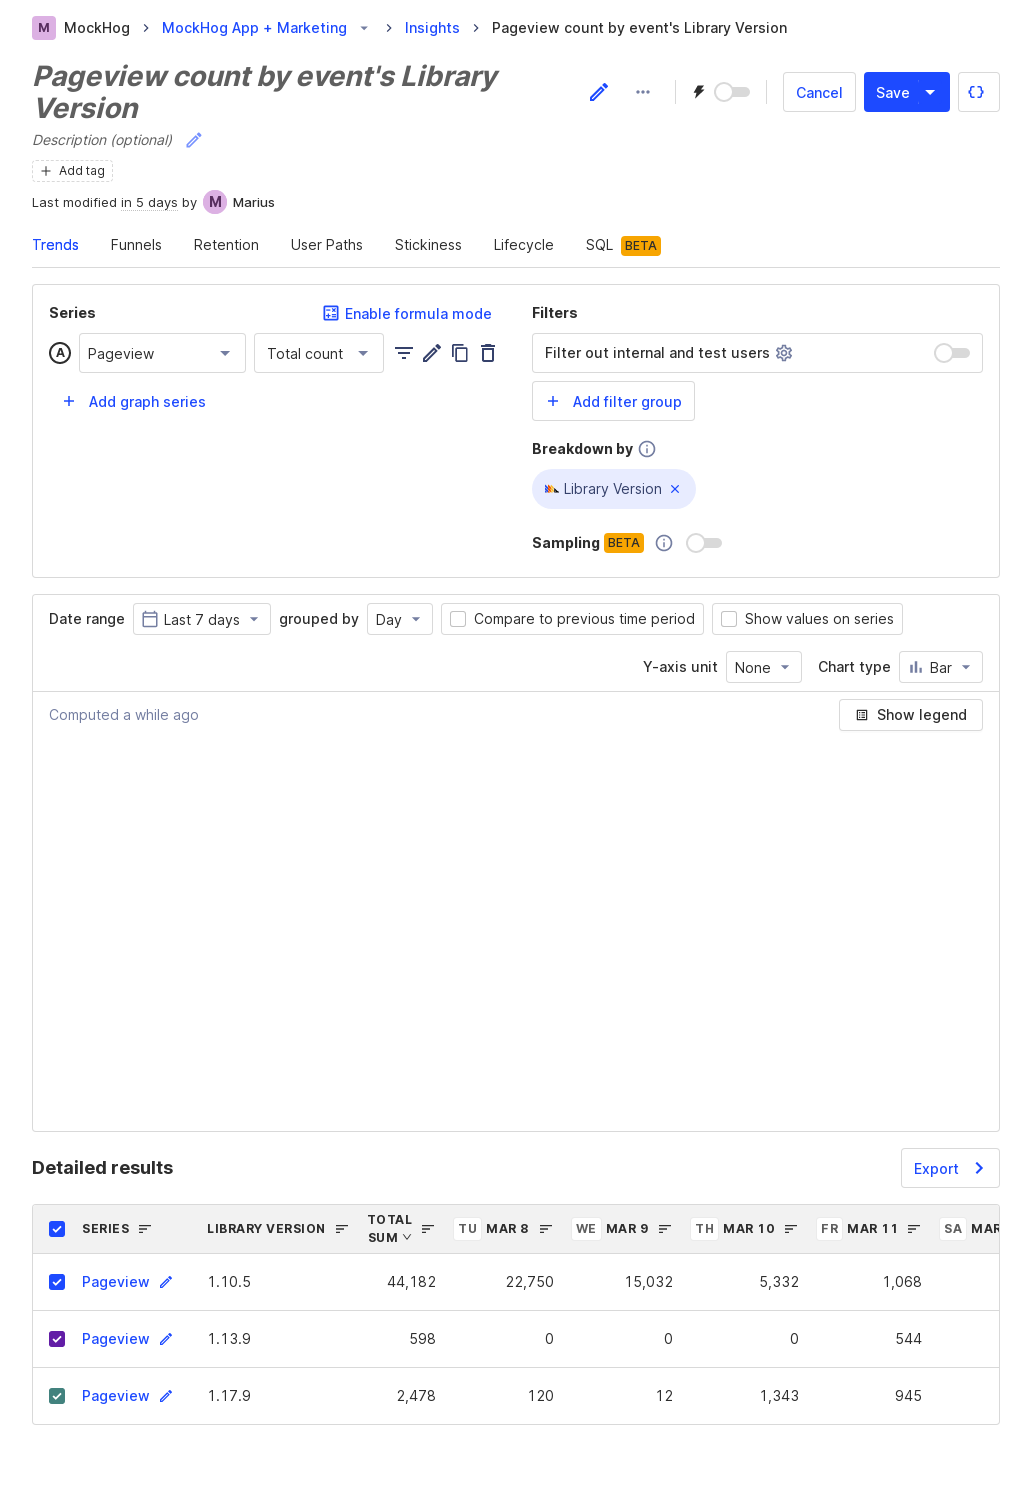 M MockHog MockHog App + Marketing Insights Pageview count by event's Library Version
Pageview count by event's Library
Version
Cancel Save
Description (optional)
Add tag
Last modified in 5 days by M Marius
Trends Funnels Retention User Paths Stickiness Lifecycle SQL BETA
Series Enable formula mode
A Pageview Total count
Add graph series
Filters
Filter out internal and test users
Add filter group
Breakdown by
Library Version
Sampling BETA
Date range Last 7 days grouped by Day Compare to previous time period Show values on series
Y-axis unit None Chart type Bar
Computed a while ago Show legend
Detailed results Export
SERIES LIBRARY VERSION TOTAL SUM TU MAR 8 WE MAR 9 TH MAR 10 FR MAR 11 SA MAR
Pageview 1.10.5 44,182 22,750 15,032 5,332 1,068
Pageview 1.13.9 598 0 0 0 544
Pageview 1.17.9 2,478 120 12 1,343 945